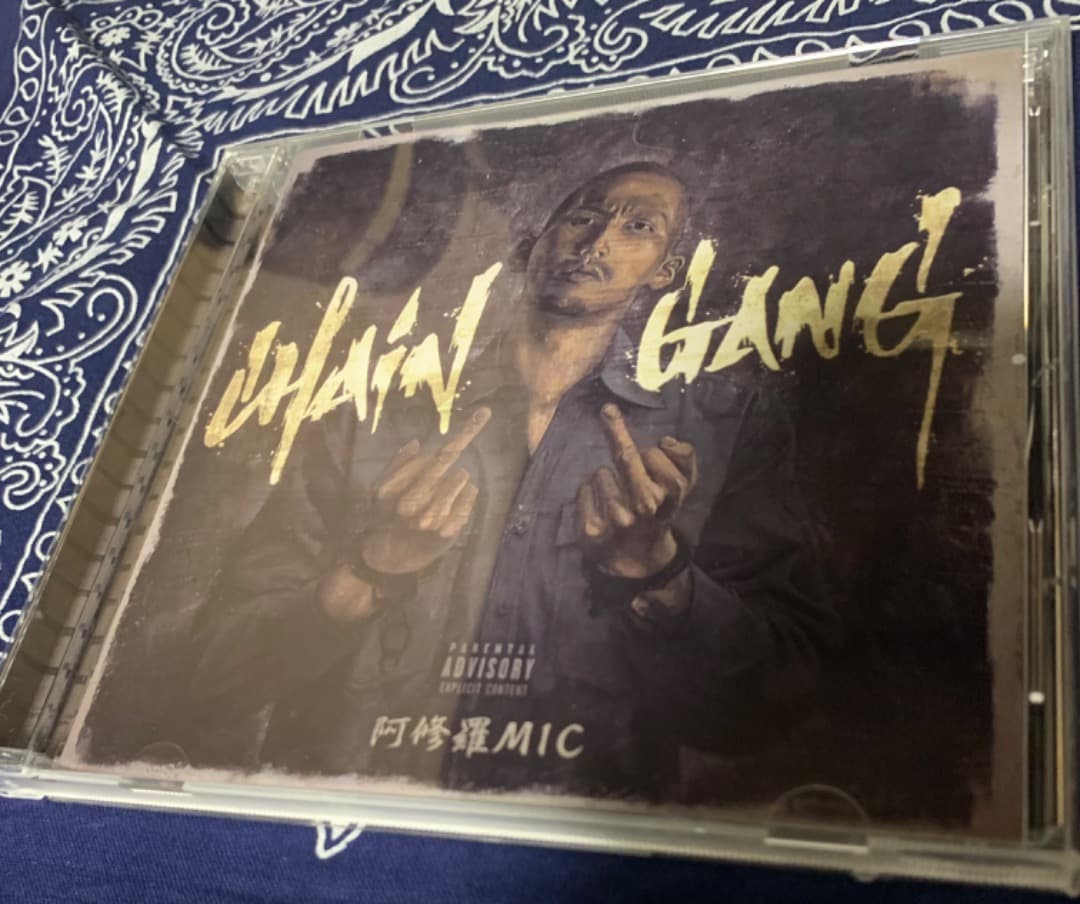 CHAiN GANG
PARENTAL
ADVISORY
EXPLICIT CONTENT
阿修羅MIC